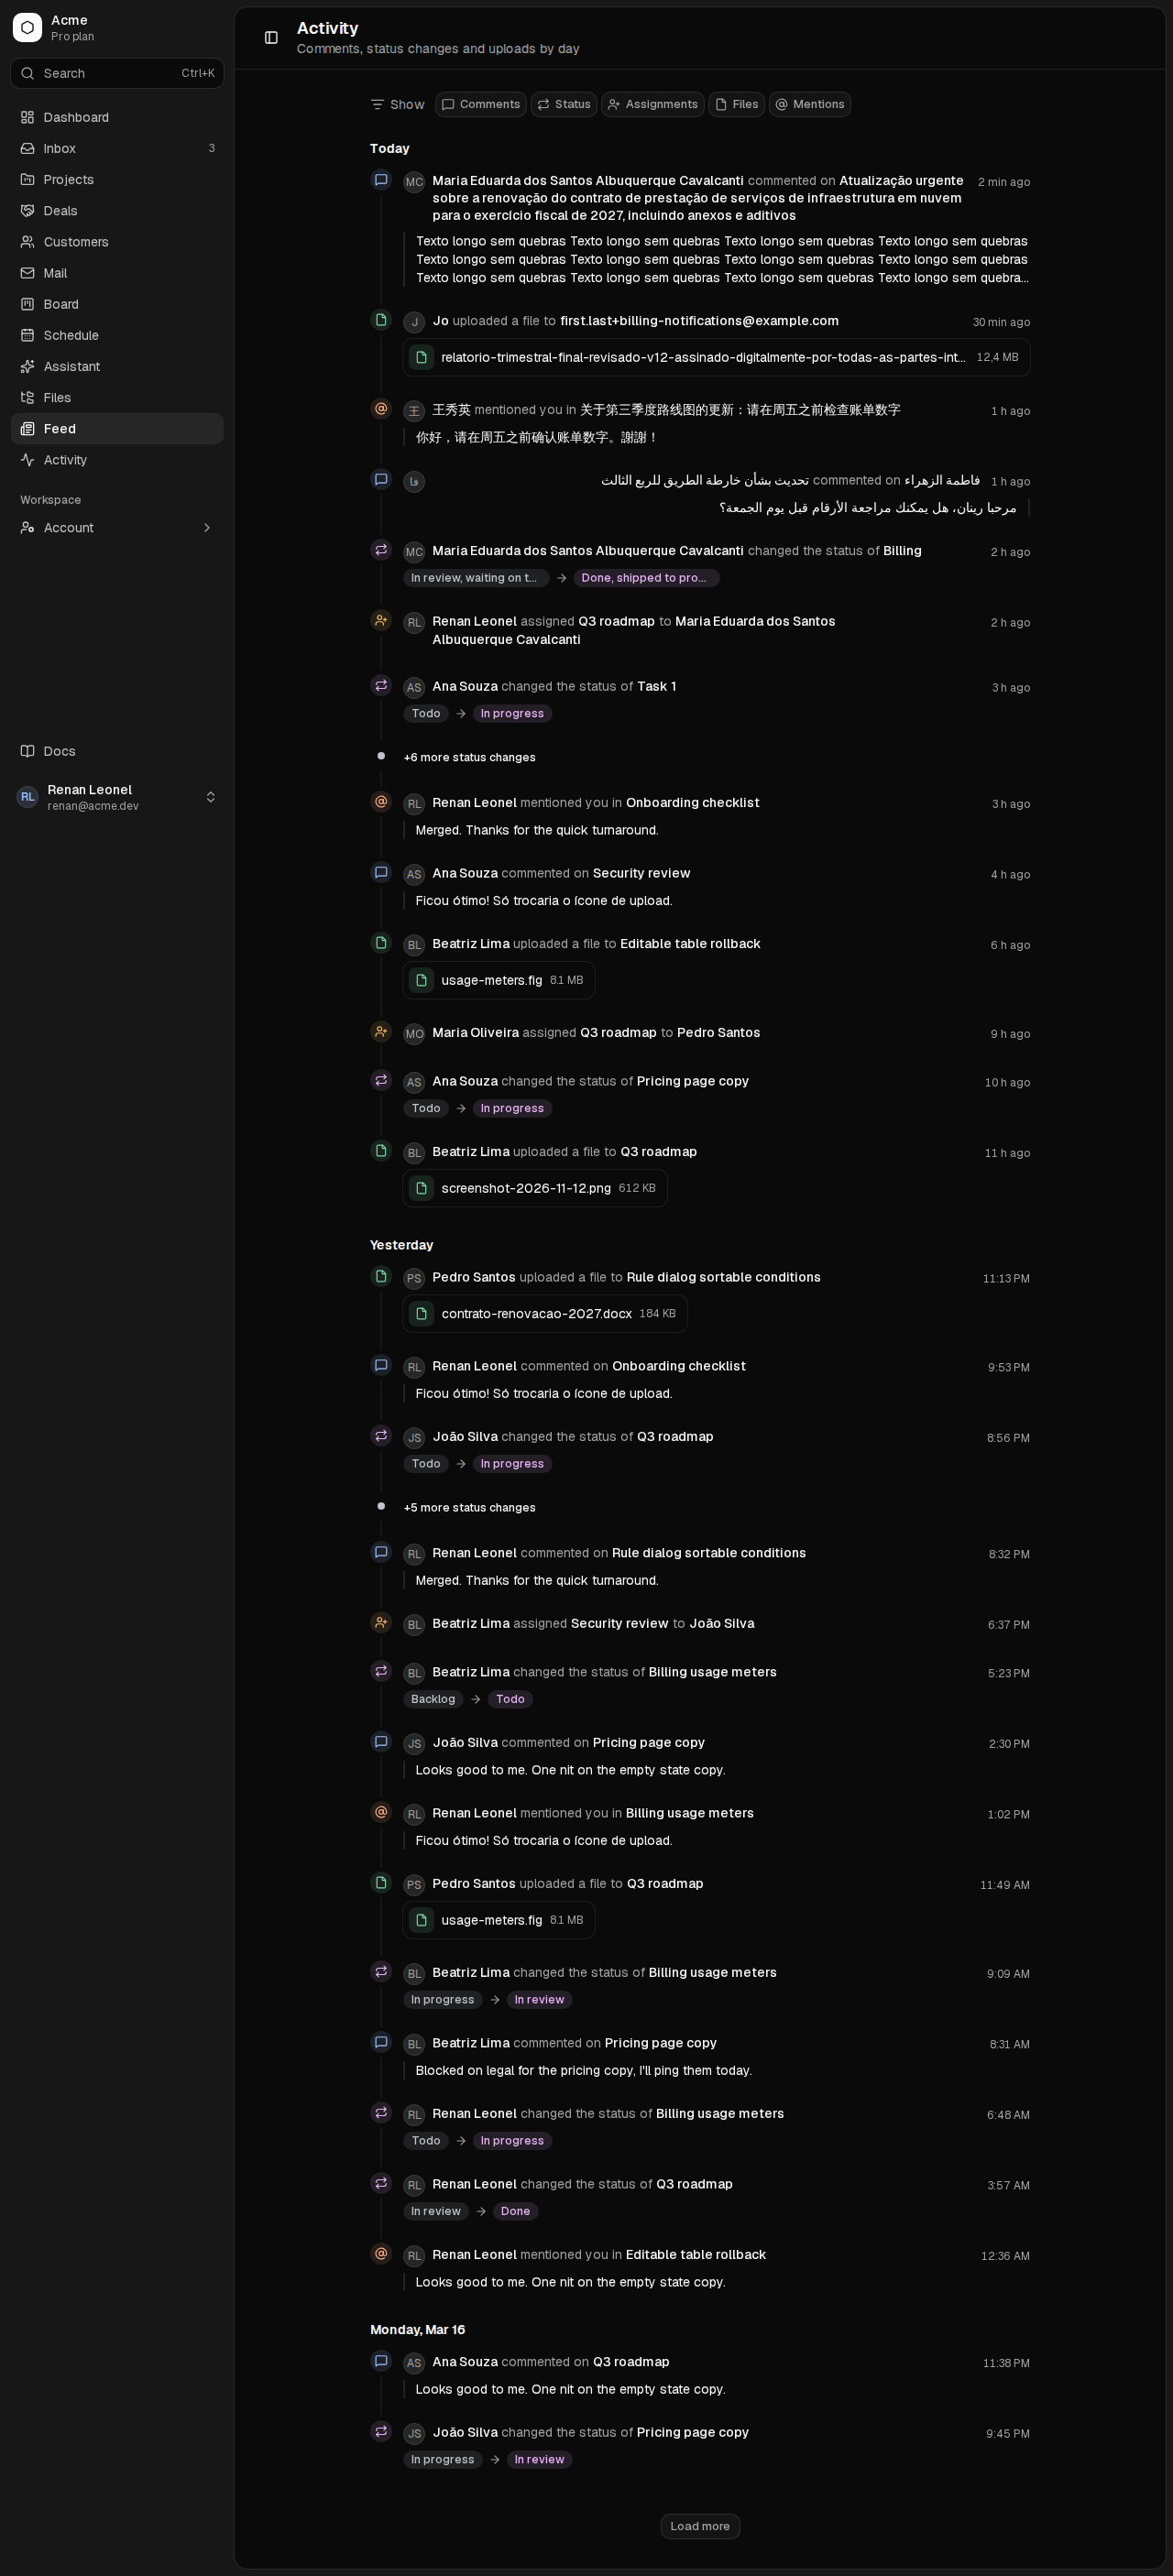 Acme
Pro plan
Search Ctrl+K
Dashboard
Inbox 3
Projects
Deals
Customers
Mail
Board
Schedule
Assistant
Files
Feed
Activity
Workspace
Account
Docs
RL Renan Leonel
renan@acme.dev
Activity
Comments, status changes and uploads by day
Show Comments Status Assignments Files Mentions
Today
MC Maria Eduarda dos Santos Albuquerque Cavalcanti commented on Atualização urgente 2 min ago
sobre a renovação do contrato de prestação de serviços de infraestrutura em nuvem
para o exercício fiscal de 2027, incluindo anexos e aditivos
Texto longo sem quebras Texto longo sem quebras Texto longo sem quebras Texto longo sem quebras
Texto longo sem quebras Texto longo sem quebras Texto longo sem quebras Texto longo sem quebras
Texto longo sem quebras Texto longo sem quebras Texto longo sem quebras Texto longo sem quebra...
J Jo uploaded a file to first.last+billing-notifications@example.com 30 min ago
relatorio-trimestral-final-revisado-v12-assinado-digitalmente-por-todas-as-partes-int... 12,4 MB
王 王秀英 mentioned you in 关于第三季度路线图的更新：请在周五之前检查账单数字 1 h ago
你好，请在周五之前确认账单数字。謝謝！
فا فاطمة الزهراء commented on تحديث بشأن خارطة الطريق للربع الثالث 1 h ago
مرحبا رينان، هل يمكنك مراجعة الأرقام قبل يوم الجمعة؟
MC Maria Eduarda dos Santos Albuquerque Cavalcanti changed the status of Billing 2 h ago
In review, waiting on t... → Done, shipped to pro...
RL Renan Leonel assigned Q3 roadmap to Maria Eduarda dos Santos 2 h ago
Albuquerque Cavalcanti
AS Ana Souza changed the status of Task 1 3 h ago
Todo → In progress
+6 more status changes
RL Renan Leonel mentioned you in Onboarding checklist 3 h ago
Merged. Thanks for the quick turnaround.
AS Ana Souza commented on Security review 4 h ago
Ficou ótimo! Só trocaria o ícone de upload.
BL Beatriz Lima uploaded a file to Editable table rollback 6 h ago
usage-meters.fig 8.1 MB
MO Maria Oliveira assigned Q3 roadmap to Pedro Santos 9 h ago
AS Ana Souza changed the status of Pricing page copy 10 h ago
Todo → In progress
BL Beatriz Lima uploaded a file to Q3 roadmap 11 h ago
screenshot-2026-11-12.png 612 KB
Yesterday
PS Pedro Santos uploaded a file to Rule dialog sortable conditions 11:13 PM
contrato-renovacao-2027.docx 184 KB
RL Renan Leonel commented on Onboarding checklist 9:53 PM
Ficou ótimo! Só trocaria o ícone de upload.
JS João Silva changed the status of Q3 roadmap 8:56 PM
Todo → In progress
+5 more status changes
RL Renan Leonel commented on Rule dialog sortable conditions 8:32 PM
Merged. Thanks for the quick turnaround.
BL Beatriz Lima assigned Security review to João Silva 6:37 PM
BL Beatriz Lima changed the status of Billing usage meters 5:23 PM
Backlog → Todo
JS João Silva commented on Pricing page copy 2:30 PM
Looks good to me. One nit on the empty state copy.
RL Renan Leonel mentioned you in Billing usage meters 1:02 PM
Ficou ótimo! Só trocaria o ícone de upload.
PS Pedro Santos uploaded a file to Q3 roadmap 11:49 AM
usage-meters.fig 8.1 MB
BL Beatriz Lima changed the status of Billing usage meters 9:09 AM
In progress → In review
BL Beatriz Lima commented on Pricing page copy 8:31 AM
Blocked on legal for the pricing copy, I'll ping them today.
RL Renan Leonel changed the status of Billing usage meters 6:48 AM
Todo → In progress
RL Renan Leonel changed the status of Q3 roadmap 3:57 AM
In review → Done
RL Renan Leonel mentioned you in Editable table rollback 12:36 AM
Looks good to me. One nit on the empty state copy.
Monday, Mar 16
AS Ana Souza commented on Q3 roadmap 11:38 PM
Looks good to me. One nit on the empty state copy.
JS João Silva changed the status of Pricing page copy 9:45 PM
In progress → In review
Load more